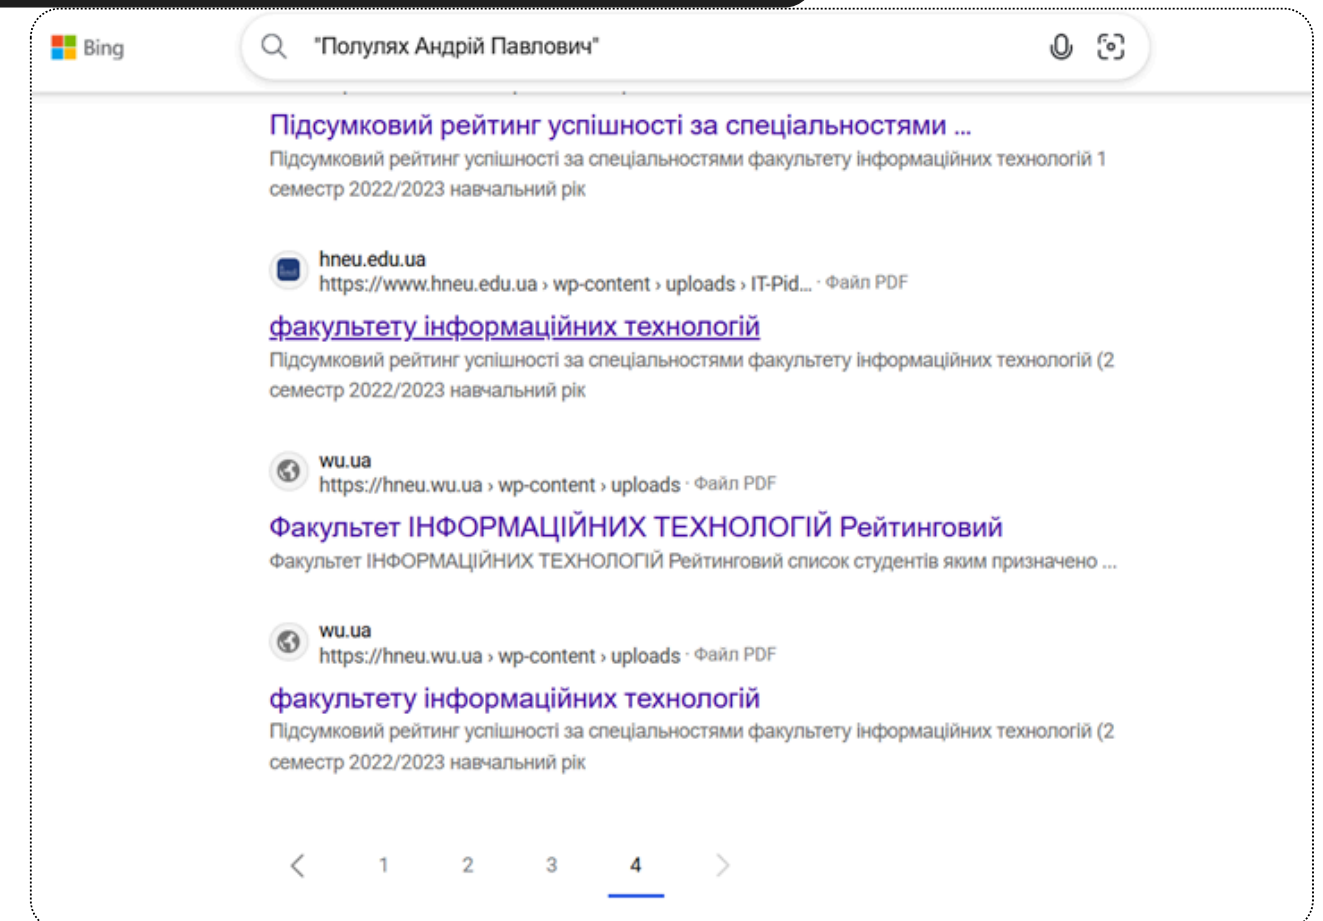 Bing
"Полулях Андрій Павлович"
Підсумковий рейтинг успішності за спеціальностями ...
Підсумковий рейтинг успішності за спеціальностями факультету інформаційних технологій 1
семестр 2022/2023 навчальний рік
hneu.edu.ua
https://www.hneu.edu.ua › wp-content › uploads › IT-Pid... · Файл PDF
факультету інформаційних технологій
Підсумковий рейтинг успішності за спеціальностями факультету інформаційних технологій (2
семестр 2022/2023 навчальний рік
wu.ua
https://hneu.wu.ua › wp-content › uploads · Файл PDF
Факультет ІНФОРМАЦІЙНИХ ТЕХНОЛОГІЙ Рейтинговий
Факультет ІНФОРМАЦІЙНИХ ТЕХНОЛОГІЙ Рейтинговий список студентів яким призначено ...
wu.ua
https://hneu.wu.ua › wp-content › uploads · Файл PDF
факультету інформаційних технологій
Підсумковий рейтинг успішності за спеціальностями факультету інформаційних технологій (2
семестр 2022/2023 навчальний рік
1 2 3 4